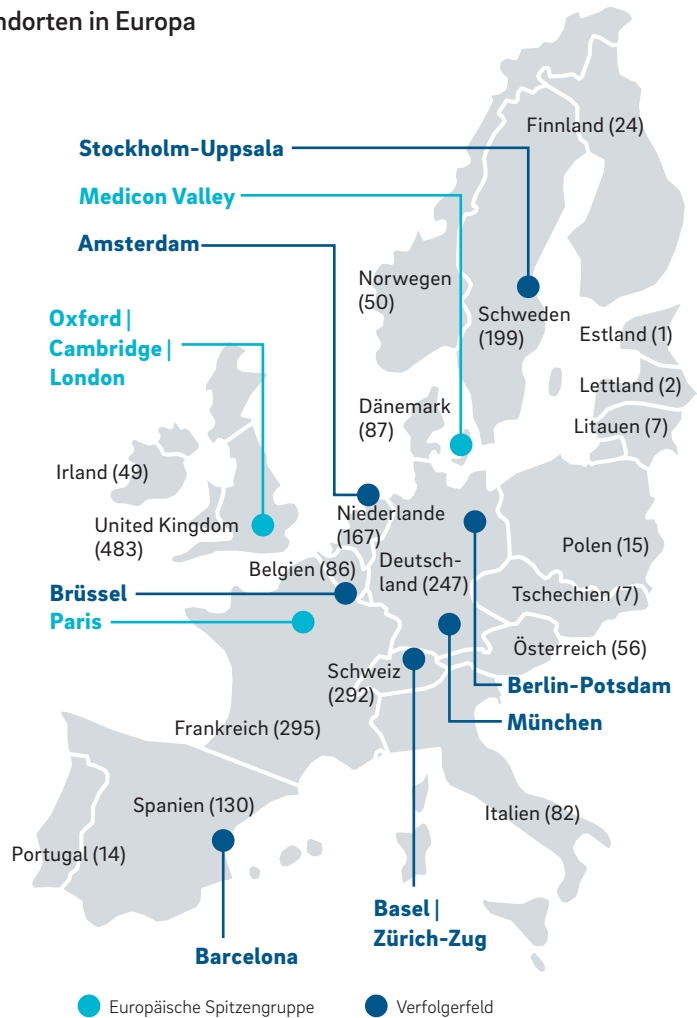 ndorten in Europa
Finnland (24)
Stockholm-Uppsala
Medicon Valley
Amsterdam
Norwegen
(50)
Schweden
(199)
Oxford |
Cambridge |
London
Estland (1)
Lettland (2)
Dänemark
(87)
Litauen (7)
Irland (49)
Niederlande
(167)
United Kingdom
(483)
Polen (15)
Belgien (86)
Deutsch-
land (247)
Brüssel
Tschechien (7)
Paris
Österreich (56)
Schweiz
(292)
Berlin-Potsdam
München
Frankreich (295)
Spanien (130)
Italien (82)
Portugal (14)
Basel |
Zürich-Zug
Barcelona
Europäische Spitzengruppe
Verfolgerfeld